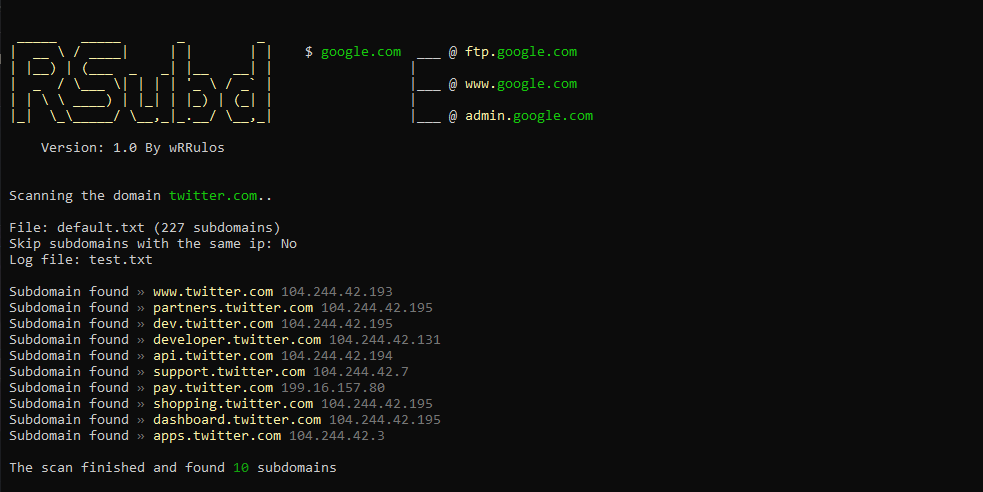 RSubd
$ google.com ___ @ ftp.google.com
|___ @ www.google.com
|___ @ admin.google.com
Version: 1.0 By wRRulos
Scanning the domain twitter.com..
File: default.txt (227 subdomains)
Skip subdomains with the same ip: No
Log file: test.txt
Subdomain found » www.twitter.com 104.244.42.193
Subdomain found » partners.twitter.com 104.244.42.195
Subdomain found » dev.twitter.com 104.244.42.195
Subdomain found » developer.twitter.com 104.244.42.131
Subdomain found » api.twitter.com 104.244.42.194
Subdomain found » support.twitter.com 104.244.42.7
Subdomain found » pay.twitter.com 199.16.157.80
Subdomain found » shopping.twitter.com 104.244.42.195
Subdomain found » dashboard.twitter.com 104.244.42.195
Subdomain found » apps.twitter.com 104.244.42.3
The scan finished and found 10 subdomains